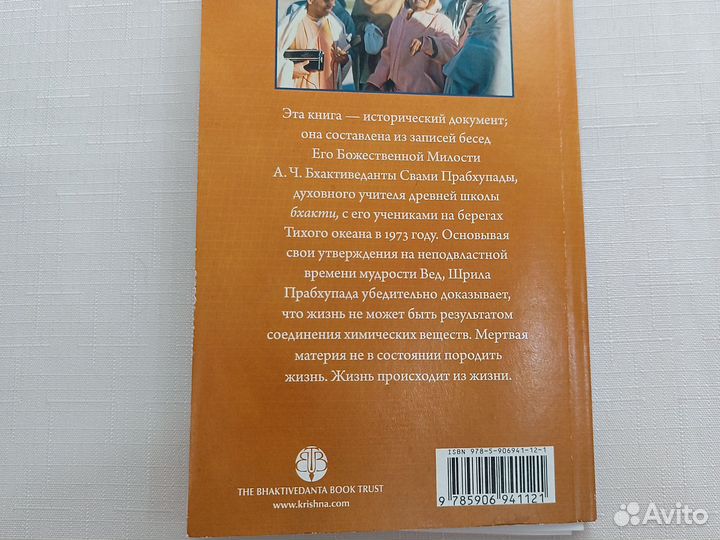 Эта книга — исторический документ;
она составлена из записей бесед
Его Божественной Милости
А. Ч. Бхактиведанты Свами Прабхупады,
духовного учителя древней школы
бхакти, с его учениками на берегах
Тихого океана в 1973 году. Основывая
свои утверждения на неподвластной
времени мудрости Вед, Шрила
Прабхупада убедительно доказывает,
что жизнь не может быть результатом
соединения химических веществ. Мертвая
материя не в состоянии породить
жизнь. Жизнь происходит из жизни.
ISBN 978-5-906941-12-1
9 785906 941121
BBT
THE BHAKTIVEDANTA BOOK TRUST
www.krishna.com
Avito